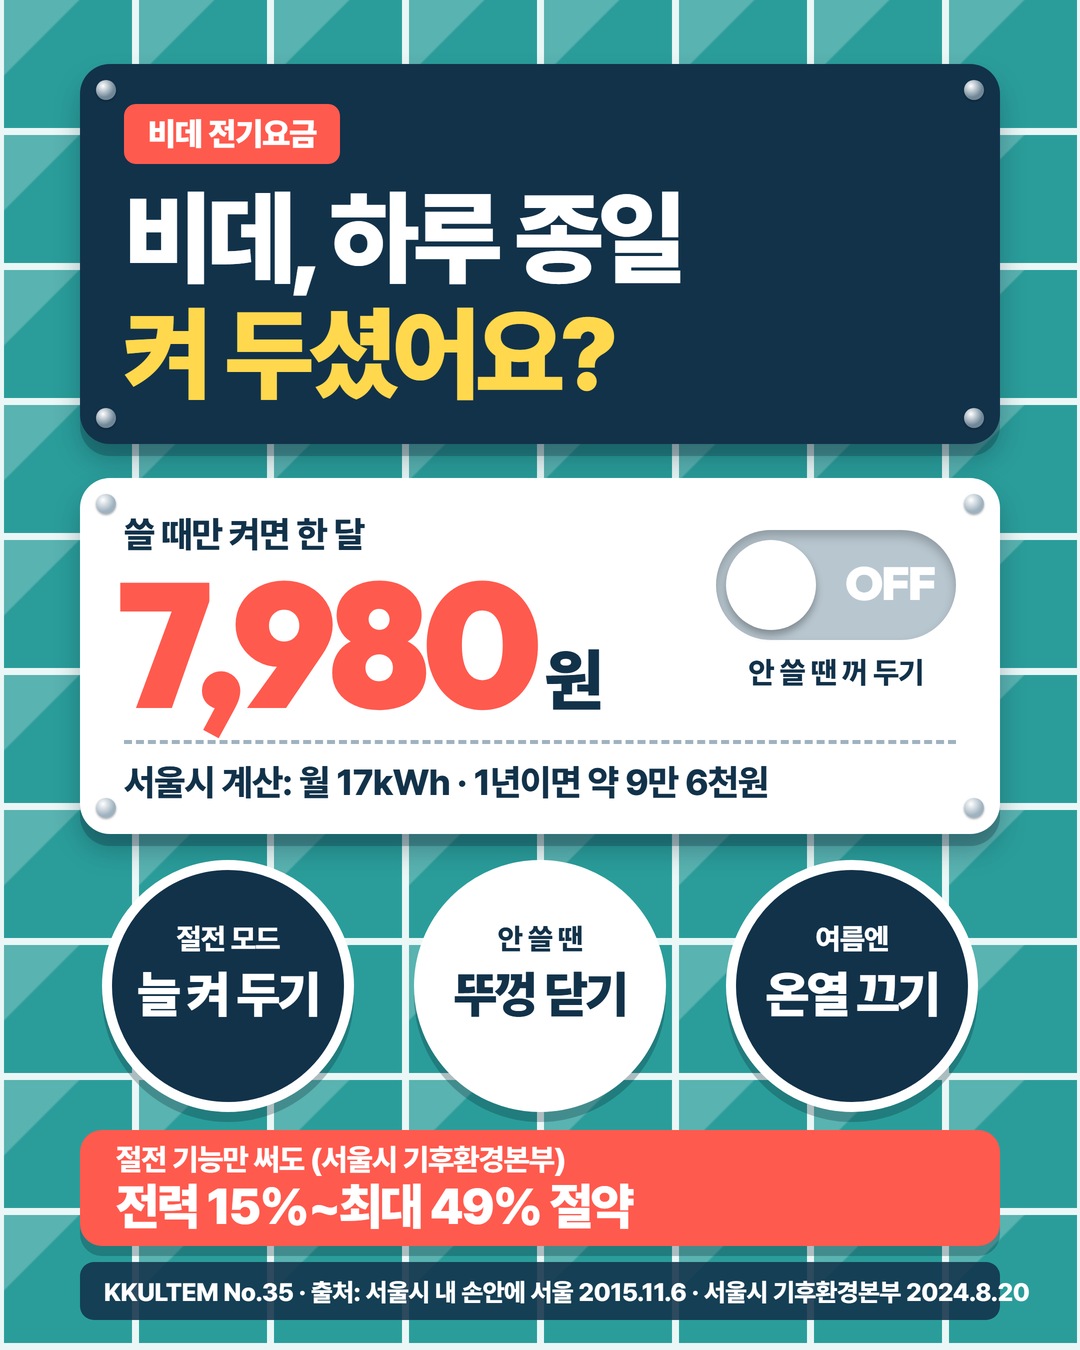 비데 전기요금
비데, 하루 종일
켜 두셨어요?
쓸 때만 켜면 한 달
7,980원
OFF
안 쓸 땐 꺼 두기
서울시 계산: 월 17kWh · 1년이면 약 9만 6천원
절전 모드
늘 켜 두기
안 쓸 땐
뚜껑 닫기
여름엔
온열 끄기
절전 기능만 써도 (서울시 기후환경본부)
전력 15%~최대 49% 절약
KKULTEM No.35 · 출처: 서울시 내 손안에 서울 2015.11.6 · 서울시 기후환경본부 2024.8.20